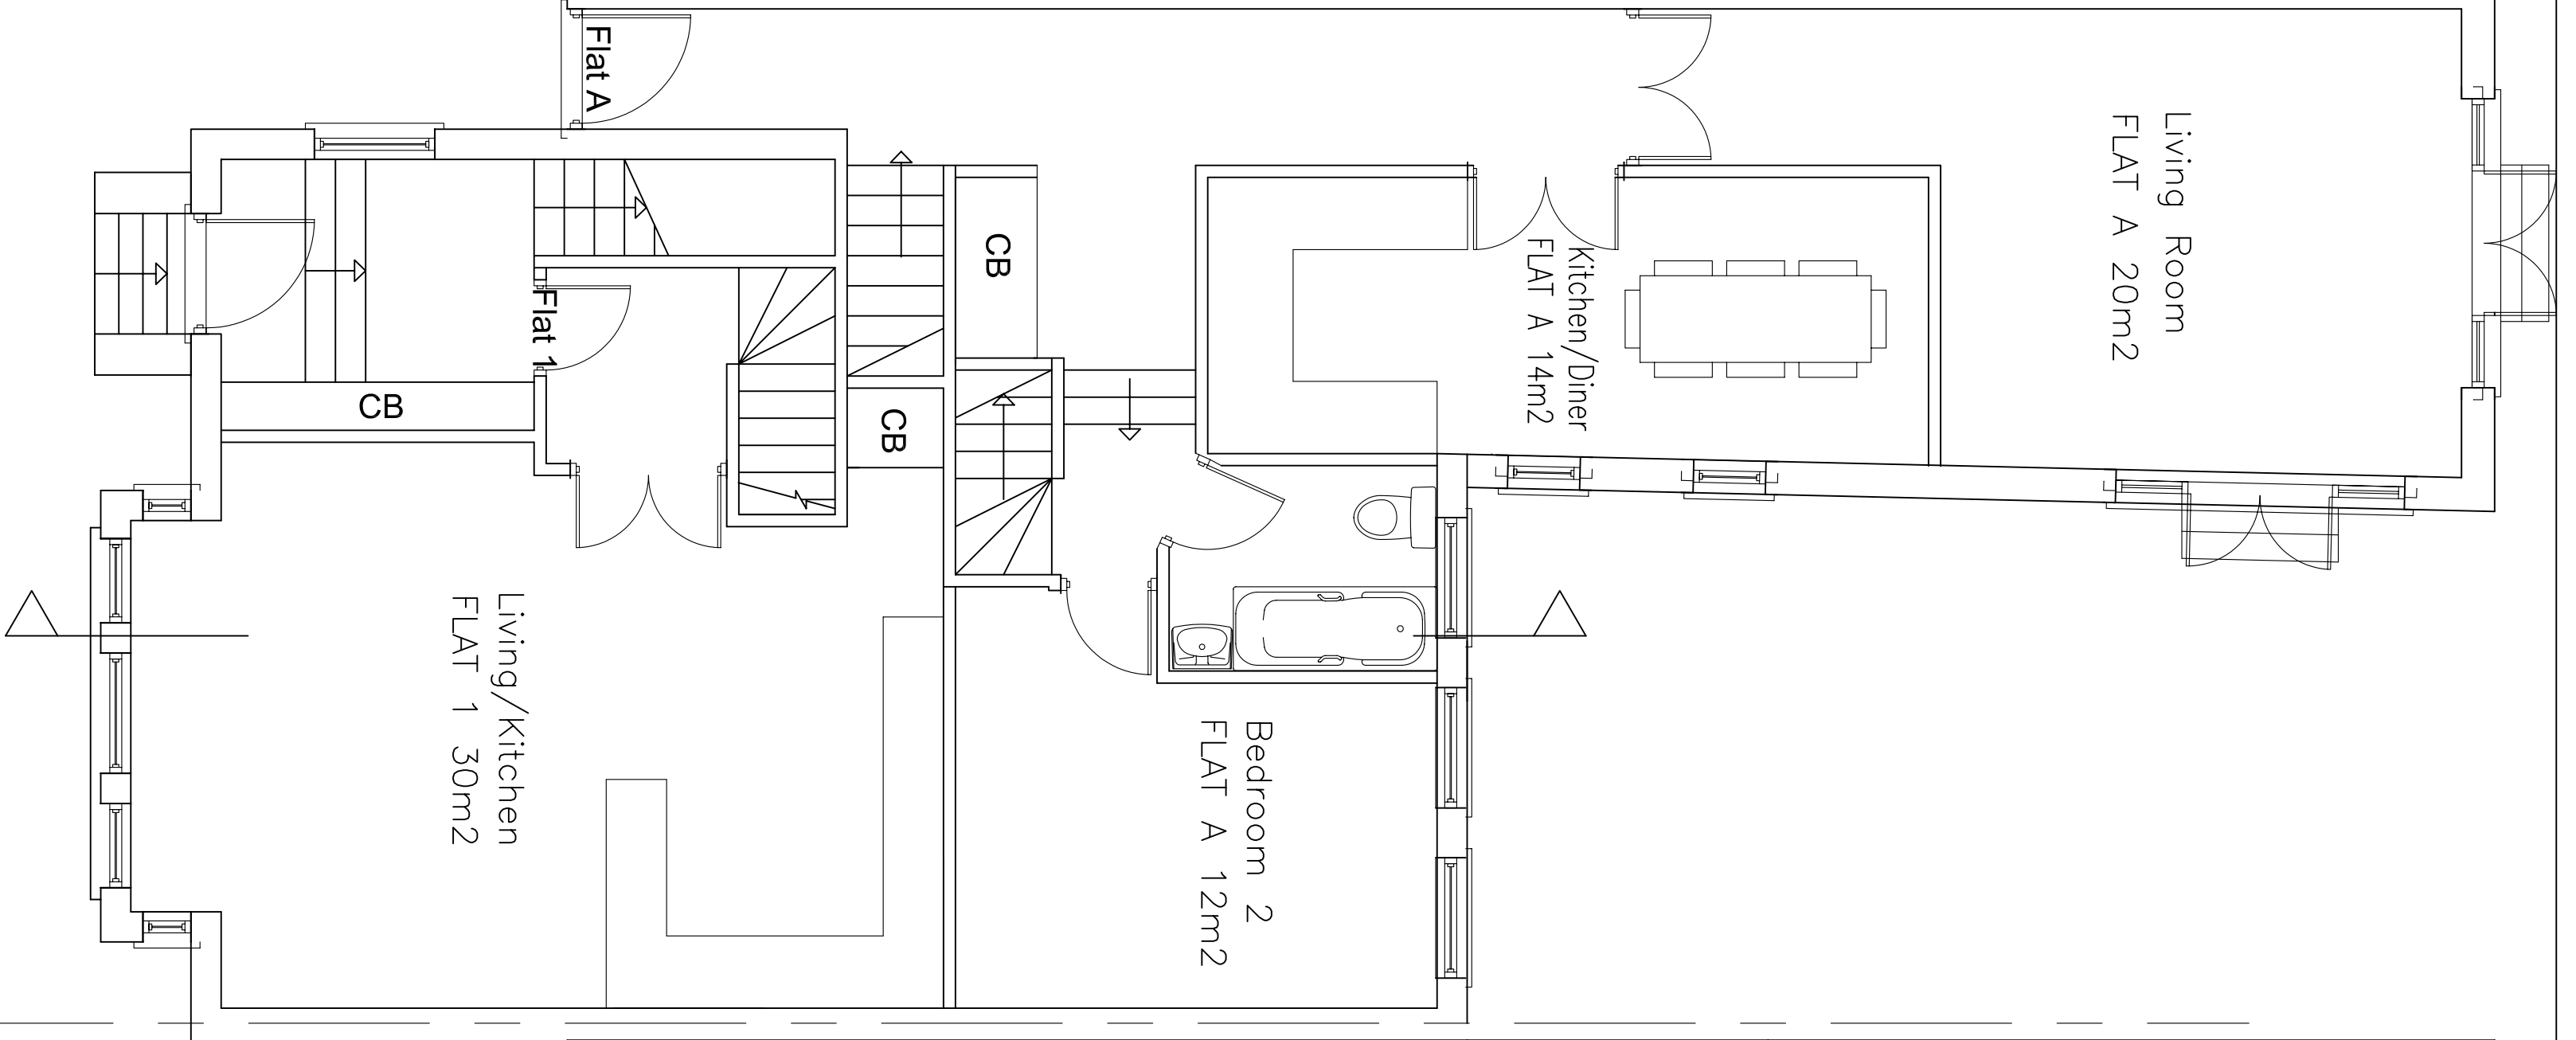 Flat A
Living Room
FLAT A 20m2
Kitchen/Diner
FLAT A 14m2
CB
Flat 1
CB
CB
Living/Kitchen
FLAT 1 30m2
Bedroom 2
FLAT A 12m2